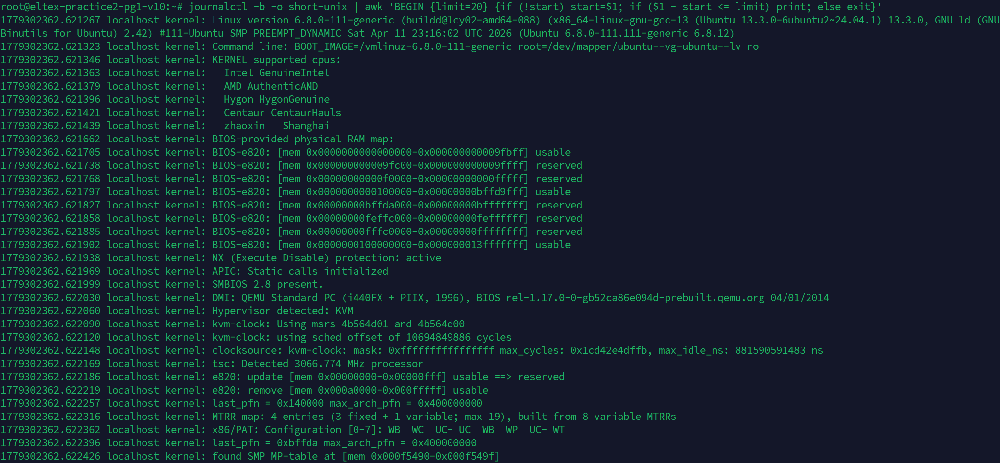 root@eltex-practice2-pg1-v10:~# journalctl -b -o short-unix | awk 'BEGIN {limit=20} {if (!start) start=$1; if ($1 - start <= limit) print; else exit}'
1779302362.621267 localhost kernel: Linux version 6.8.0-111-generic (buildd@lcy02-amd64-088) (x86_64-linux-gnu-gcc-13 (Ubuntu 13.3.0-6ubuntu2~24.04.1) 13.3.0, GNU ld (GNU
Binutils for Ubuntu) 2.42) #111-Ubuntu SMP PREEMPT_DYNAMIC Sat Apr 11 23:16:02 UTC 2026 (Ubuntu 6.8.0-111.111-generic 6.8.12)
1779302362.621323 localhost kernel: Command line: BOOT_IMAGE=/vmlinuz-6.8.0-111-generic root=/dev/mapper/ubuntu--vg-ubuntu--lv ro
1779302362.621346 localhost kernel: KERNEL supported cpus:
1779302362.621363 localhost kernel:   Intel GenuineIntel
1779302362.621379 localhost kernel:   AMD AuthenticAMD
1779302362.621396 localhost kernel:   Hygon HygonGenuine
1779302362.621421 localhost kernel:   Centaur CentaurHauls
1779302362.621439 localhost kernel:   zhaoxin   Shanghai
1779302362.621662 localhost kernel: BIOS-provided physical RAM map:
1779302362.621705 localhost kernel: BIOS-e820: [mem 0x0000000000000000-0x000000000009fbff] usable
1779302362.621738 localhost kernel: BIOS-e820: [mem 0x000000000009fc00-0x000000000009ffff] reserved
1779302362.621768 localhost kernel: BIOS-e820: [mem 0x00000000000f0000-0x00000000000fffff] reserved
1779302362.621797 localhost kernel: BIOS-e820: [mem 0x0000000000100000-0x00000000bffd9fff] usable
1779302362.621827 localhost kernel: BIOS-e820: [mem 0x00000000bffda000-0x00000000bfffffff] reserved
1779302362.621858 localhost kernel: BIOS-e820: [mem 0x00000000feffc000-0x00000000feffffff] reserved
1779302362.621885 localhost kernel: BIOS-e820: [mem 0x00000000fffc0000-0x00000000ffffffff] reserved
1779302362.621902 localhost kernel: BIOS-e820: [mem 0x0000000100000000-0x000000013fffffff] usable
1779302362.621938 localhost kernel: NX (Execute Disable) protection: active
1779302362.621969 localhost kernel: APIC: Static calls initialized
1779302362.621999 localhost kernel: SMBIOS 2.8 present.
1779302362.622030 localhost kernel: DMI: QEMU Standard PC (i440FX + PIIX, 1996), BIOS rel-1.17.0-0-gb52ca86e094d-prebuilt.qemu.org 04/01/2014
1779302362.622060 localhost kernel: Hypervisor detected: KVM
1779302362.622090 localhost kernel: kvm-clock: Using msrs 4b564d01 and 4b564d00
1779302362.622120 localhost kernel: kvm-clock: using sched offset of 10694849886 cycles
1779302362.622148 localhost kernel: clocksource: kvm-clock: mask: 0xffffffffffffffff max_cycles: 0x1cd42e4dffb, max_idle_ns: 881590591483 ns
1779302362.622169 localhost kernel: tsc: Detected 3066.774 MHz processor
1779302362.622186 localhost kernel: e820: update [mem 0x00000000-0x00000fff] usable ==> reserved
1779302362.622219 localhost kernel: e820: remove [mem 0x000a0000-0x000fffff] usable
1779302362.622257 localhost kernel: last_pfn = 0x140000 max_arch_pfn = 0x400000000
1779302362.622316 localhost kernel: MTRR map: 4 entries (3 fixed + 1 variable; max 19), built from 8 variable MTRRs
1779302362.622362 localhost kernel: x86/PAT: Configuration [0-7]: WB  WC  UC- UC  WB  WP  UC- WT
1779302362.622396 localhost kernel: last_pfn = 0xbffda max_arch_pfn = 0x400000000
1779302362.622426 localhost kernel: found SMP MP-table at [mem 0x000f5490-0x000f549f]